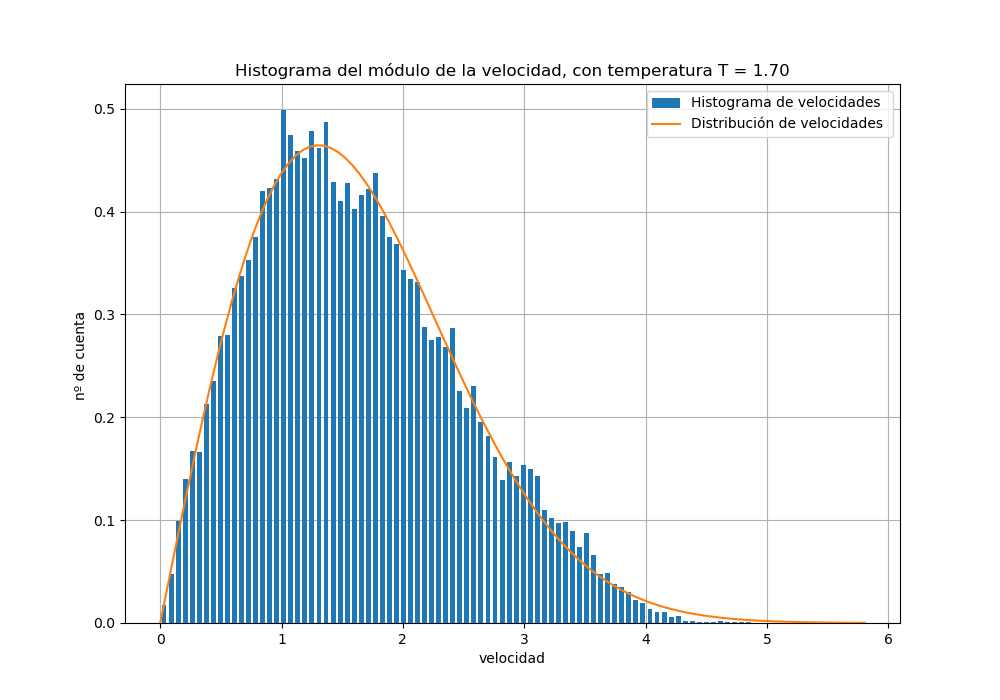 Histograma del módulo de la velocidad, con temperatura T = 1.70
Histograma de velocidades
Distribución de velocidades
nº de cuenta
0.5
0.4
0.3
0.2
0.1
0.0
0 1 2 3 4 5 6
velocidad